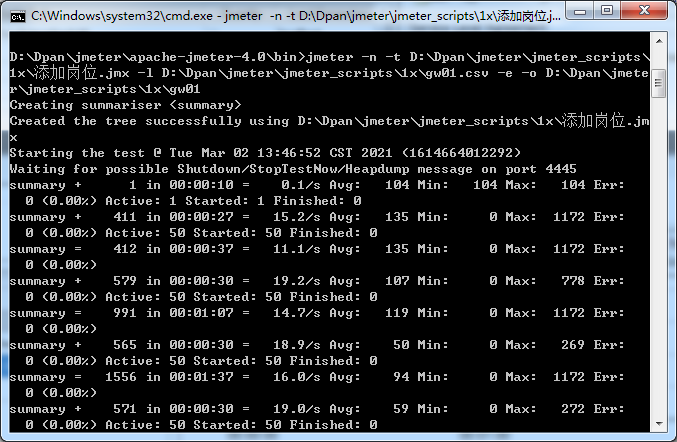 C:\Windows\system32\cmd.exe - jmeter  -n -t D:\Dpan\jmeter\jmeter_scripts\1x\添加岗位.j...
D:\Dpan\jmeter\apache-jmeter-4.0\bin>jmeter -n -t D:\Dpan\jmeter\jmeter_scripts\
1x\添加岗位.jmx -l D:\Dpan\jmeter\jmeter_scripts\1x\gw01.csv -e -o D:\Dpan\jmete
r\jmeter_scripts\1x\gw01
Creating summariser <summary>
Created the tree successfully using D:\Dpan\jmeter\jmeter_scripts\1x\添加岗位.jm
x
Starting the test @ Tue Mar 02 13:46:52 CST 2021 (1614664012292)
Waiting for possible Shutdown/StopTestNow/Heapdump message on port 4445
summary +      1 in 00:00:10 =    0.1/s Avg:   104 Min:   104 Max:   104 Err:
  0 (0.00%) Active: 1 Started: 1 Finished: 0
summary +    411 in 00:00:27 =   15.2/s Avg:   135 Min:     0 Max:  1172 Err:
  0 (0.00%) Active: 50 Started: 50 Finished: 0
summary =    412 in 00:00:37 =   11.1/s Avg:   135 Min:     0 Max:  1172 Err:
  0 (0.00%)
summary +    579 in 00:00:30 =   19.2/s Avg:   107 Min:     0 Max:   778 Err:
  0 (0.00%) Active: 50 Started: 50 Finished: 0
summary =    991 in 00:01:07 =   14.7/s Avg:   119 Min:     0 Max:  1172 Err:
  0 (0.00%)
summary +    565 in 00:00:30 =   18.9/s Avg:    50 Min:     0 Max:   269 Err:
  0 (0.00%) Active: 50 Started: 50 Finished: 0
summary =   1556 in 00:01:37 =   16.0/s Avg:    94 Min:     0 Max:  1172 Err:
  0 (0.00%)
summary +    571 in 00:00:30 =   19.0/s Avg:    59 Min:     0 Max:   272 Err:
  0 (0.00%) Active: 50 Started: 50 Finished: 0